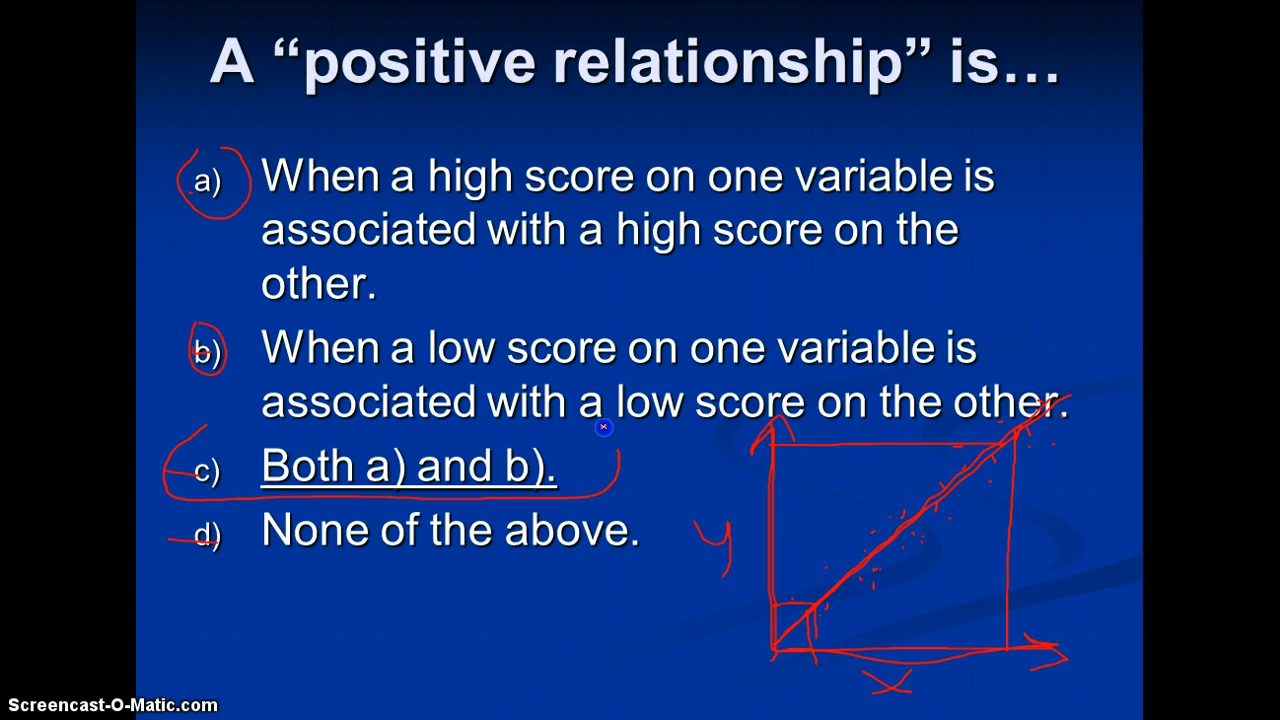 A “positive relationship” is…
a) When a high score on one variable is
associated with a high score on the
other.
b) When a low score on one variable is
associated with a low score on the other.
c) Both a) and b).
d) None of the above.
y
x
Screencast-O-Matic.com